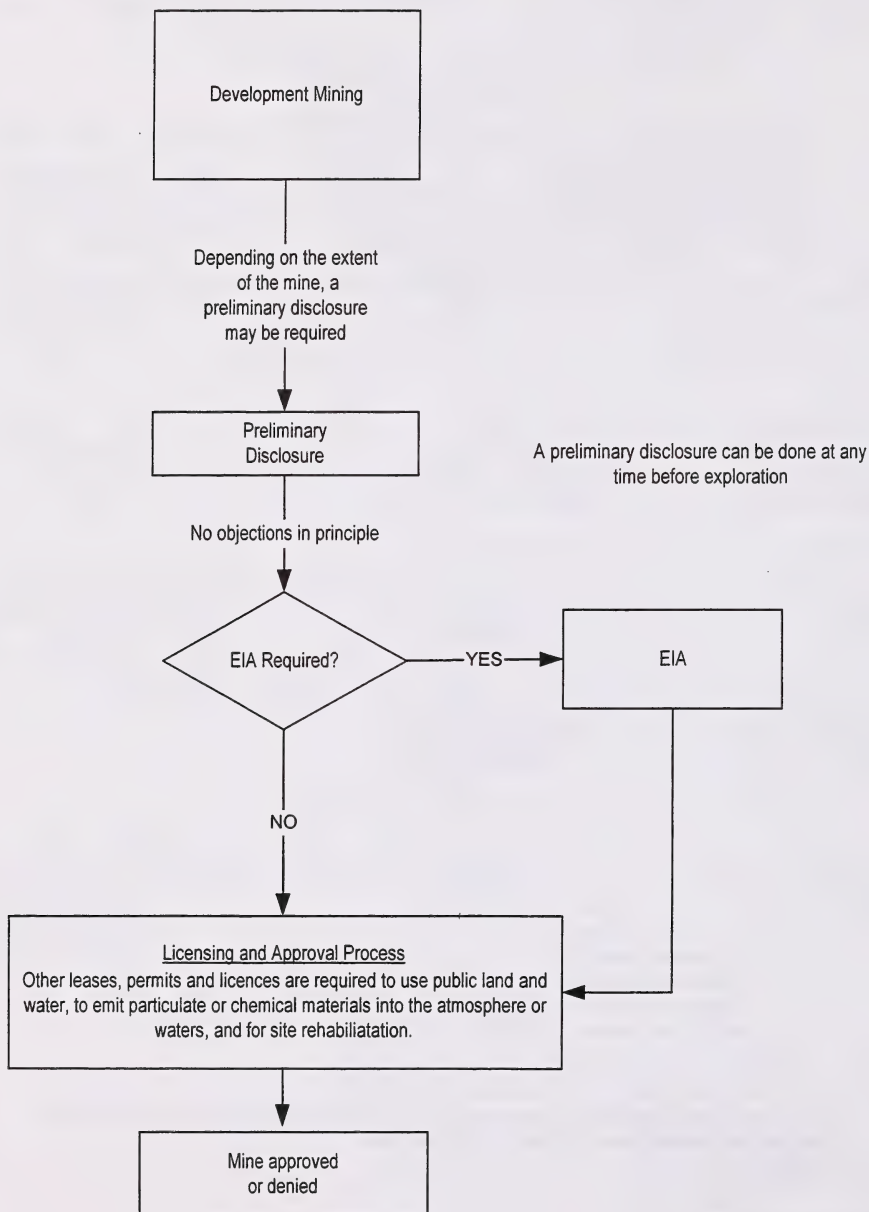 Development Mining
Depending on the extent
of the mine, a
preliminary disclosure
may be required
Preliminary
Disclosure
A preliminary disclosure can be done at any
time before exploration
No objections in principle
EIA Required?
YES
EIA
NO
Licensing and Approval Process
Other leases, permits and licences are required to use public land and
water, to emit particulate or chemical materials into the atmosphere or
waters, and for site rehabiliatation.
Mine approved
or denied